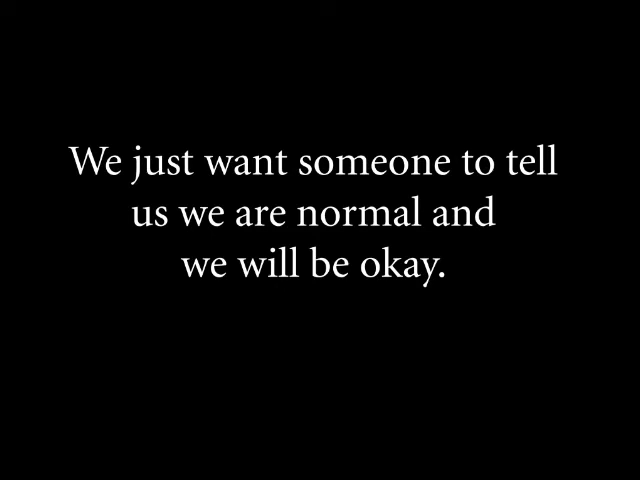 We just want someone to tell
us we are normal and
we will be okay.